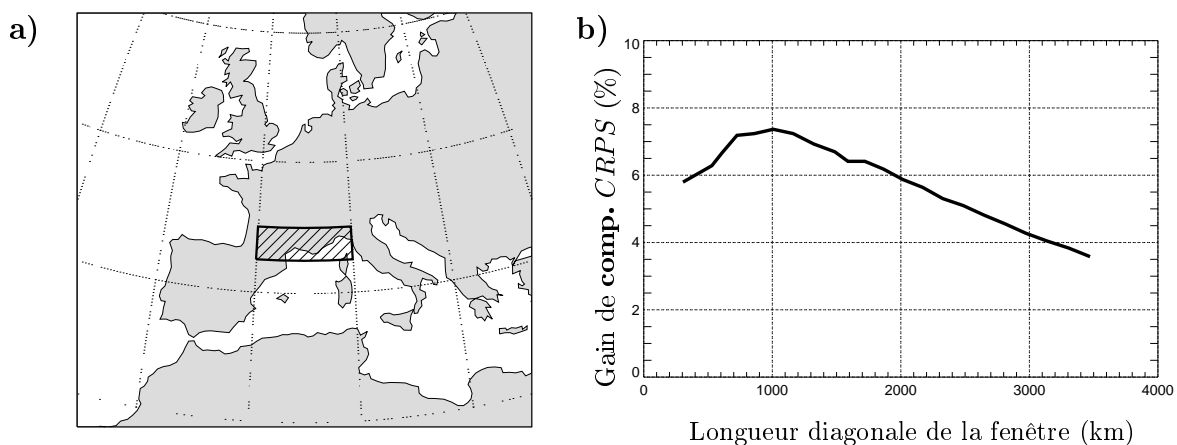 a)
b)
Gain de comp. CRPS (%)
10
8
6
4
2
0
0 1000 2000 3000 4000
Longueur diagonale de la fenêtre (km)